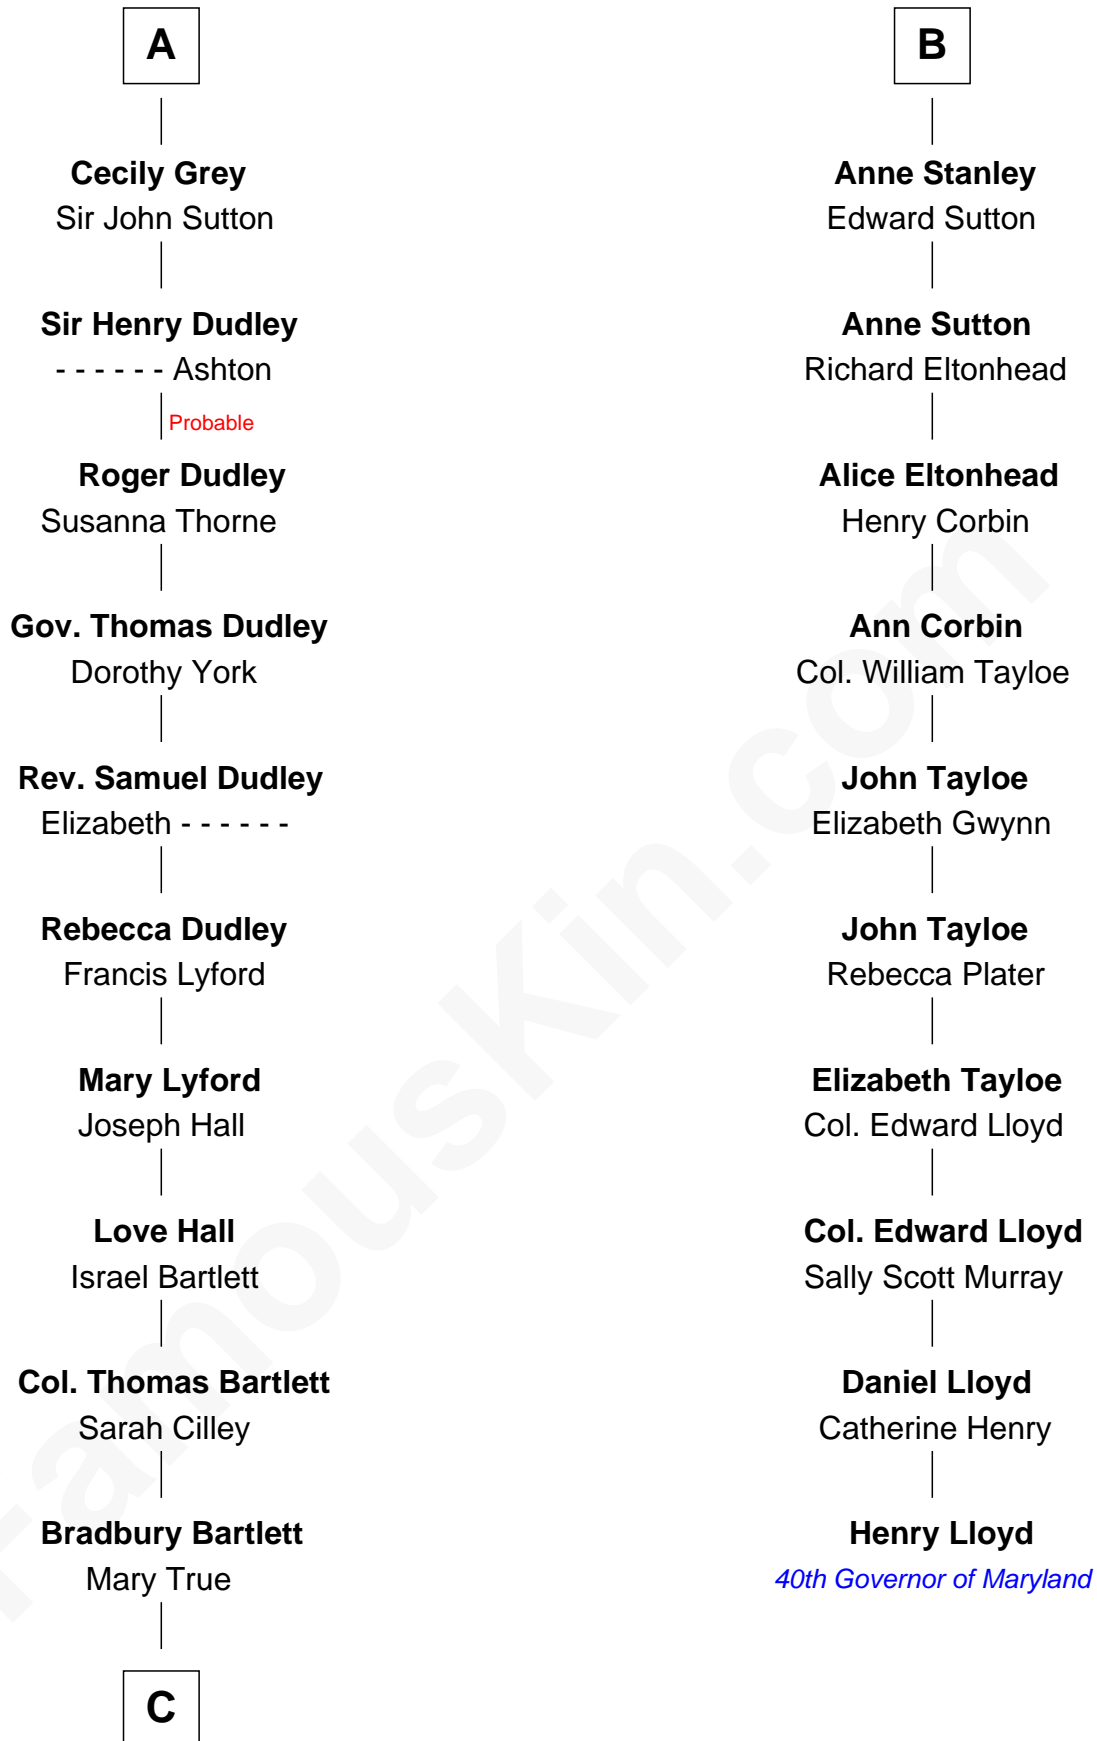 A
Cecily Grey
Sir John Sutton
Sir Henry Dudley
- - - - - - Ashton
Probable
Roger Dudley
Susanna Thorne
Gov. Thomas Dudley
Dorothy York
Rev. Samuel Dudley
Elizabeth - - - - - -
Rebecca Dudley
Francis Lyford
Mary Lyford
Joseph Hall
Love Hall
Israel Bartlett
Col. Thomas Bartlett
Sarah Cilley
Bradbury Bartlett
Mary True
C
B
Anne Stanley
Edward Sutton
Anne Sutton
Richard Eltonhead
Alice Eltonhead
Henry Corbin
Ann Corbin
Col. William Tayloe
John Tayloe
Elizabeth Gwynn
John Tayloe
Rebecca Plater
Elizabeth Tayloe
Col. Edward Lloyd
Col. Edward Lloyd
Sally Scott Murray
Daniel Lloyd
Catherine Henry
Henry Lloyd
40th Governor of Maryland
FamousKin.com